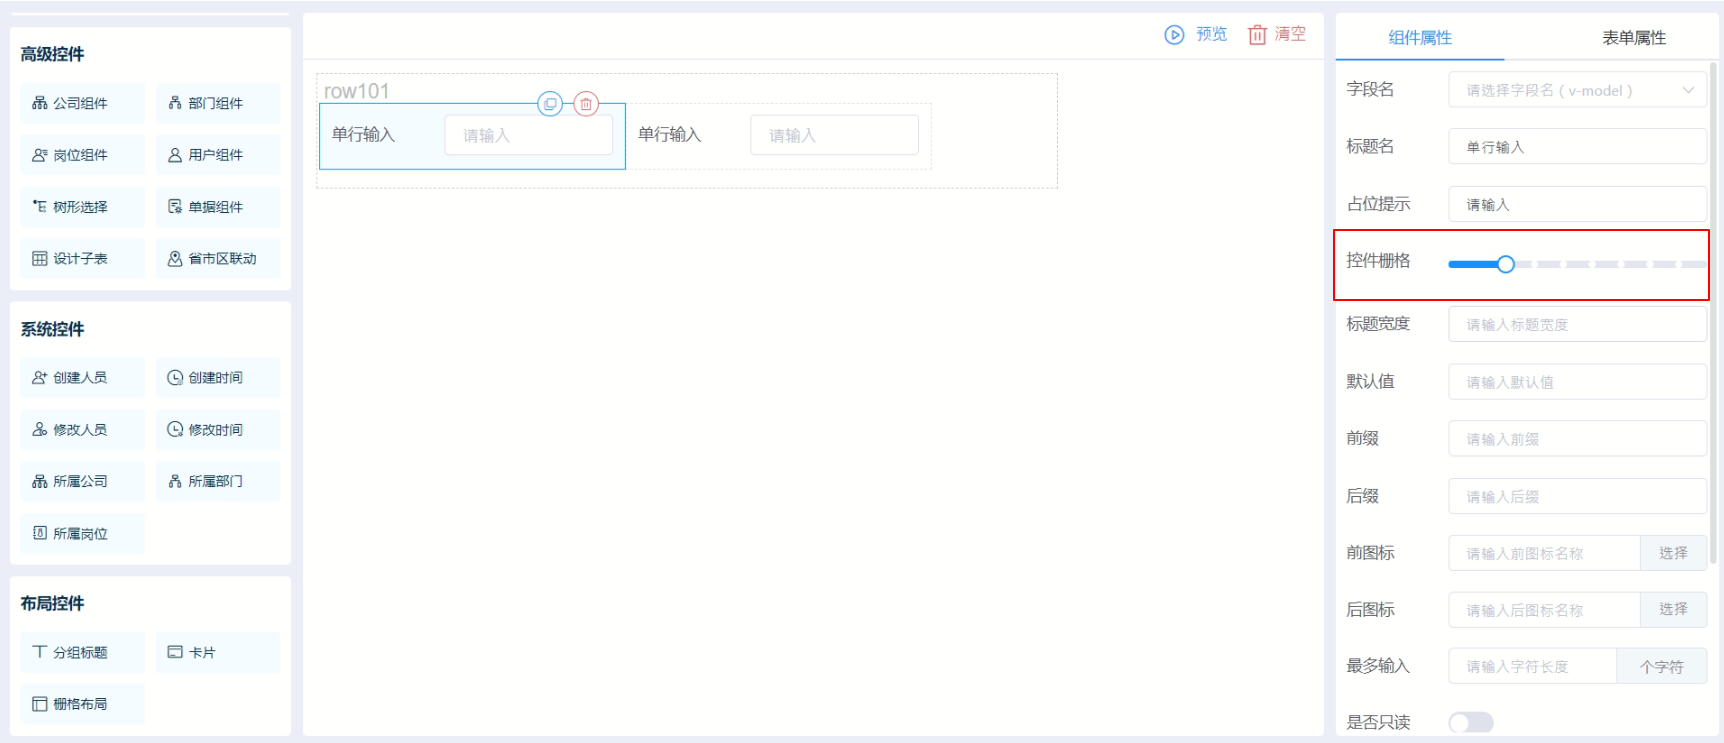 高级控件
公司组件
部门组件
岗位组件
用户组件
树形选择
单据组件
设计子表
省市区联动
系统控件
创建人员
创建时间
修改人员
修改时间
所属公司
所属部门
所属岗位
布局控件
分组标题
卡片
栅格布局
预览
清空
row101
单行输入
请输入
单行输入
请输入
组件属性
表单属性
字段名
请选择字段名 ( v-model )
标题名
单行输入
占位提示
请输入
控件栅格
标题宽度
请输入标题宽度
默认值
请输入默认值
前缀
请输入前缀
后缀
请输入后缀
前图标
请输入前图标名称
选择
后图标
请输入后图标名称
选择
最多输入
请输入字符长度
个字符
是否只读